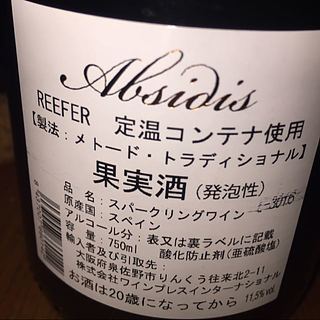 Absidis
REEFER 定温コンテナ使用
【製法：メトード・トラディショナル】
果実酒（発泡性）
品名：スパークリングワイン
原産国：スペイン
アルコール分：表又は裏ラベルに記載
容量：750ml 酸化防止剤（亜硫酸塩）
輸入者及び引取先：
大阪府泉佐野市りんくう往来北2-11
株式会社ワインプレスインターナショナル
お酒は20歳になってから 11,5% vol.